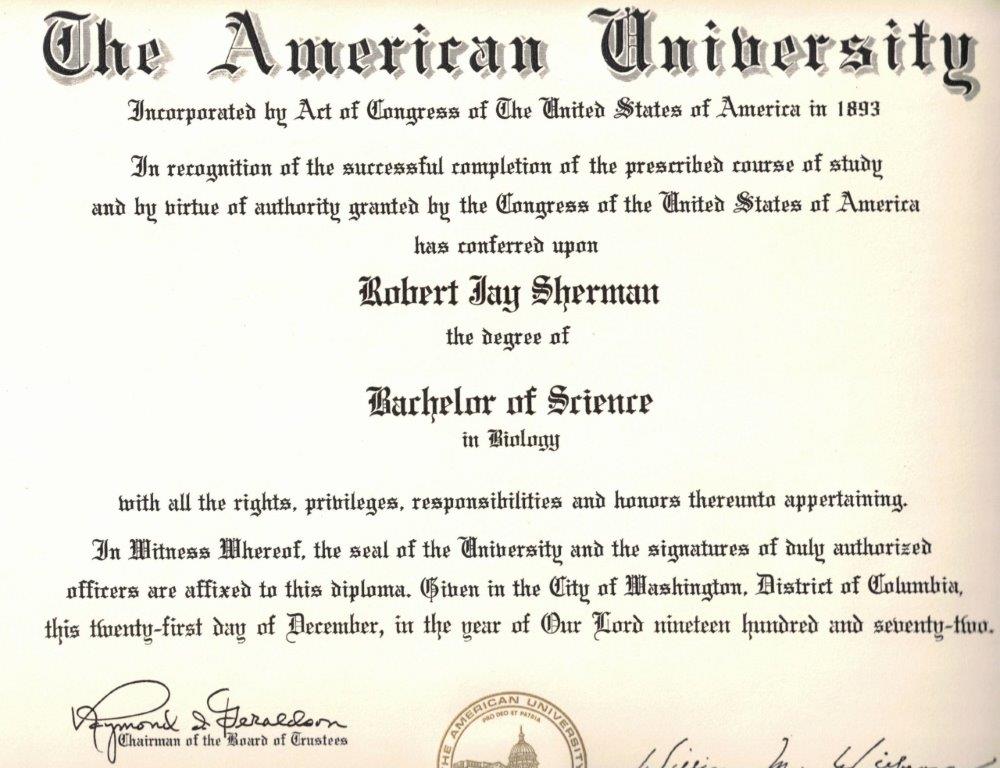 The American University
Incorporated by Act of Congress of The United States of America in 1893
In recognition of the successful completion of the prescribed course of study
and by virtue of authority granted by the Congress of the United States of America
has conferred upon
Robert Jay Sherman
the degree of
Bachelor of Science
in Biology
with all the rights, privileges, responsibilities and honors thereunto appertaining.
In Witness Whereof, the seal of the University and the signatures of duly authorized
officers are affixed to this diploma. Given in the City of Washington, District of Columbia,
this twenty-first day of December, in the year of Our Lord nineteen hundred and seventy-two.
Raymond I. Geraldson
Chairman of the Board of Trustees
THE AMERICAN UNIVERSITY
PRO DEO ET PATRIA